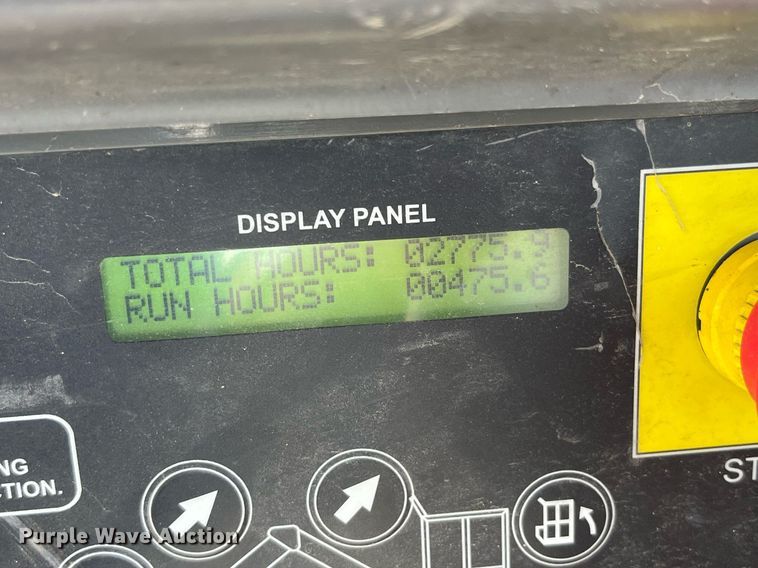 DISPLAY PANEL
TOTAL HOURS: 02775.9
RUN HOURS: 00475.6
NG
CTION.
ST
Purple Wave Auction